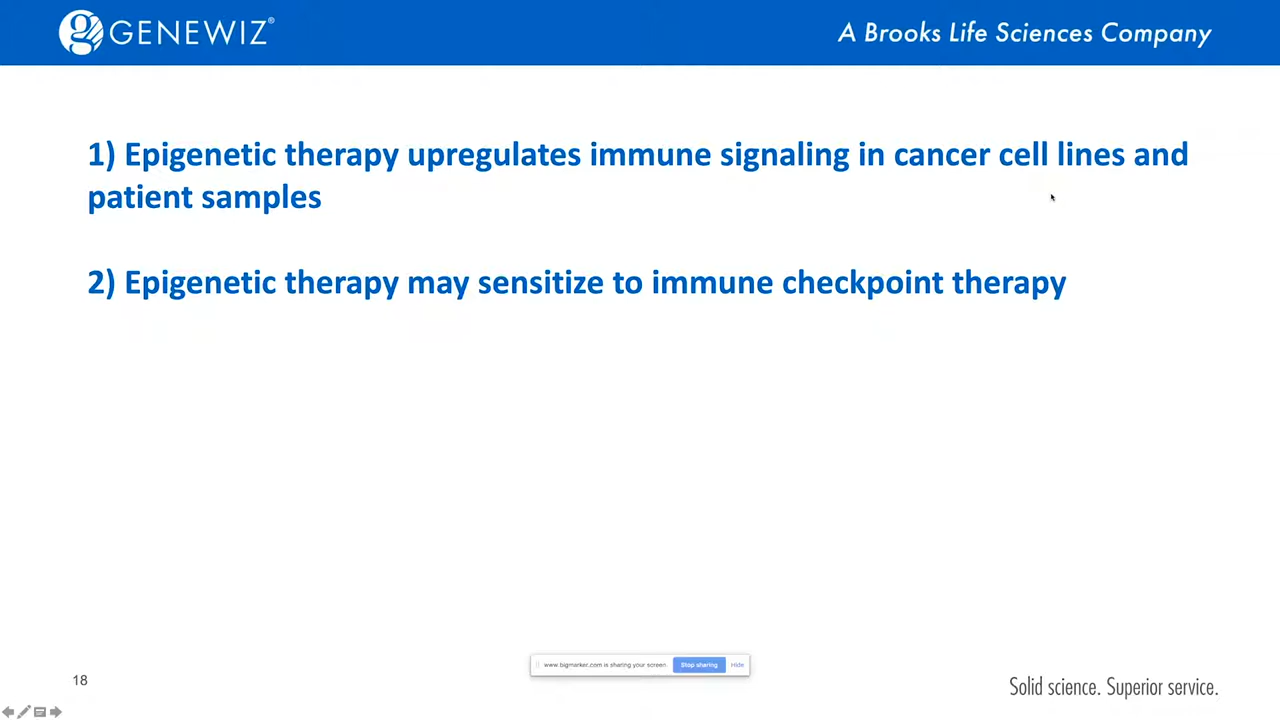 GENEWIZ®
A Brooks Life Sciences Company
1) Epigenetic therapy upregulates immune signaling in cancer cell lines and
patient samples
2) Epigenetic therapy may sensitize to immune checkpoint therapy
www.bigmarker.com is sharing your screen. Stop sharing Hide
18
Solid science. Superior service.